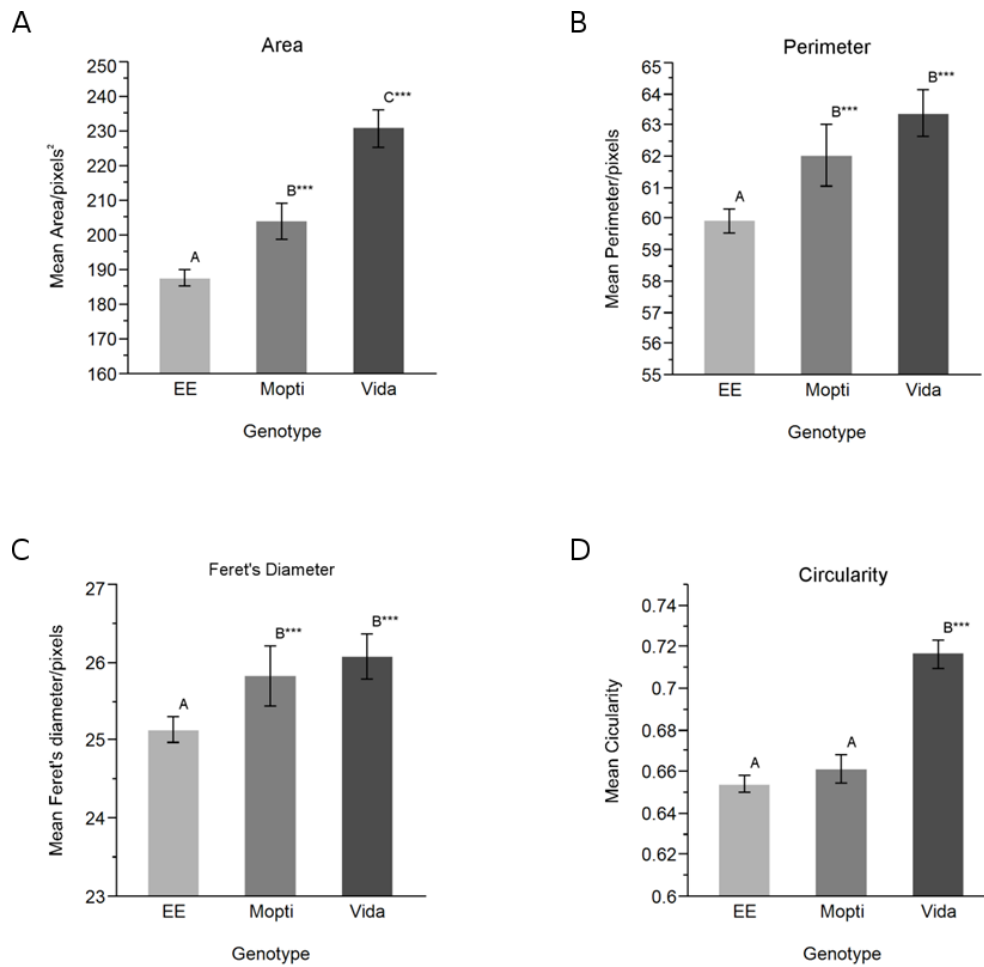 A
Area
Mean Area/pixels²
250
240
230
220
210
200
190
180
170
160
A
B***
C***
EE Mopti Vida
Genotype
B
Perimeter
Mean Perimeter/pixels
65
64
63
62
61
60
59
58
57
56
55
A
B***
B***
EE Mopti Vida
Genotype
C
Feret's Diameter
Mean Feret's diameter/pixels
27
26
25
24
23
A
B***
B***
EE Mopti Vida
Genotype
D
Circularity
Mean Cicularity
0.74
0.72
0.7
0.68
0.66
0.64
0.62
0.6
A
A
B***
EE Mopti Vida
Genotype